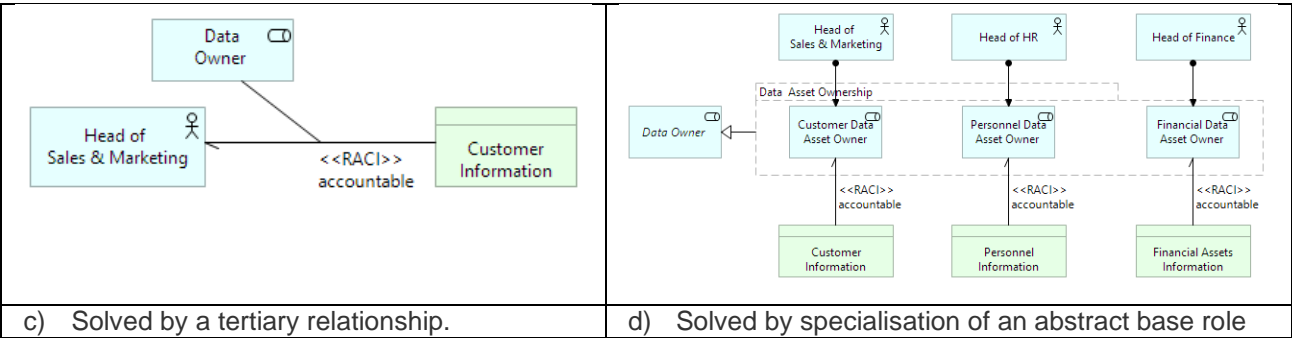 Data
Owner
Head of
Sales & Marketing
<<RACI>>
accountable
Customer
Information
c) Solved by a tertiary relationship.
Head of
Sales & Marketing
Head of HR
Head of Finance
Data Asset Ownership
Data Owner
Customer Data
Asset Owner
Personnel Data
Asset Owner
Financial Data
Asset Owner
<<RACI>>
accountable
<<RACI>>
accountable
<<RACI>>
accountable
Customer
Information
Personnel
Information
Financial Assets
Information
d) Solved by specialisation of an abstract base role